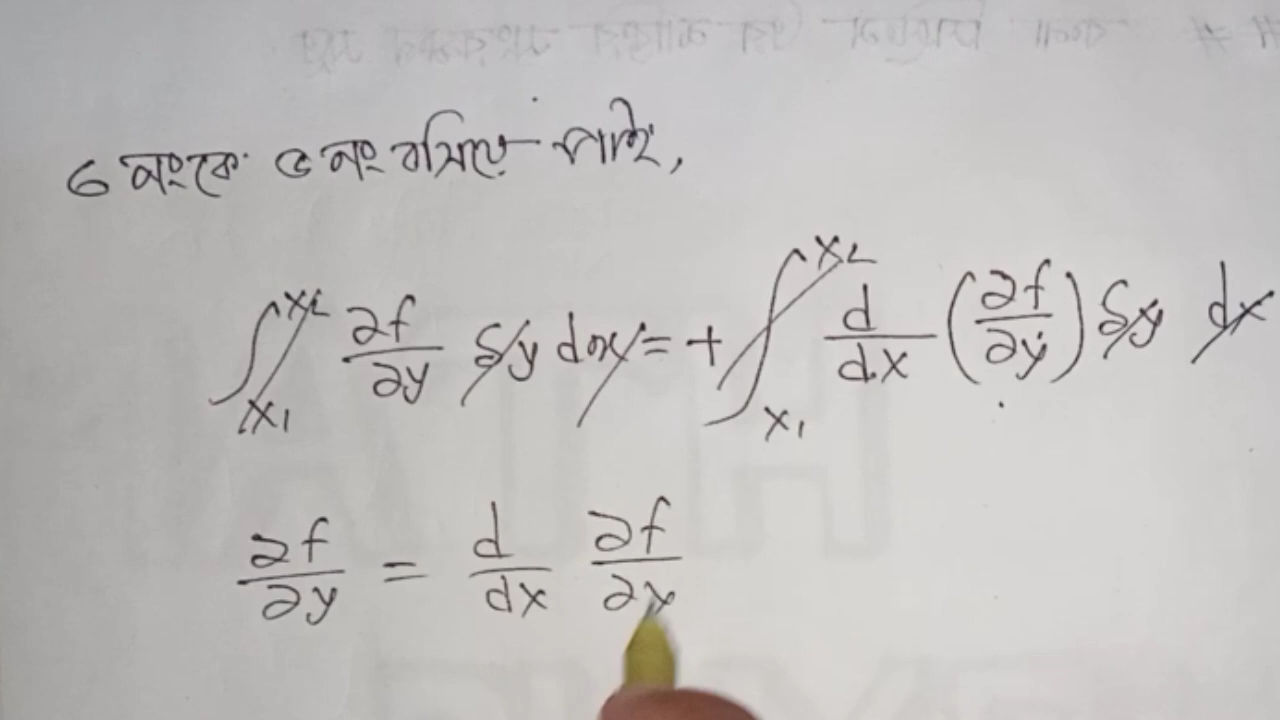 ৬ নংকে ৫ নং বসিয়ে পাই,
∫x₁^x₂ ∂f/∂y δy dx = + ∫x₁^x₂ d/dx (∂f/∂ẏ) δy dx
∂f/∂y = d/dx ∂f/∂x